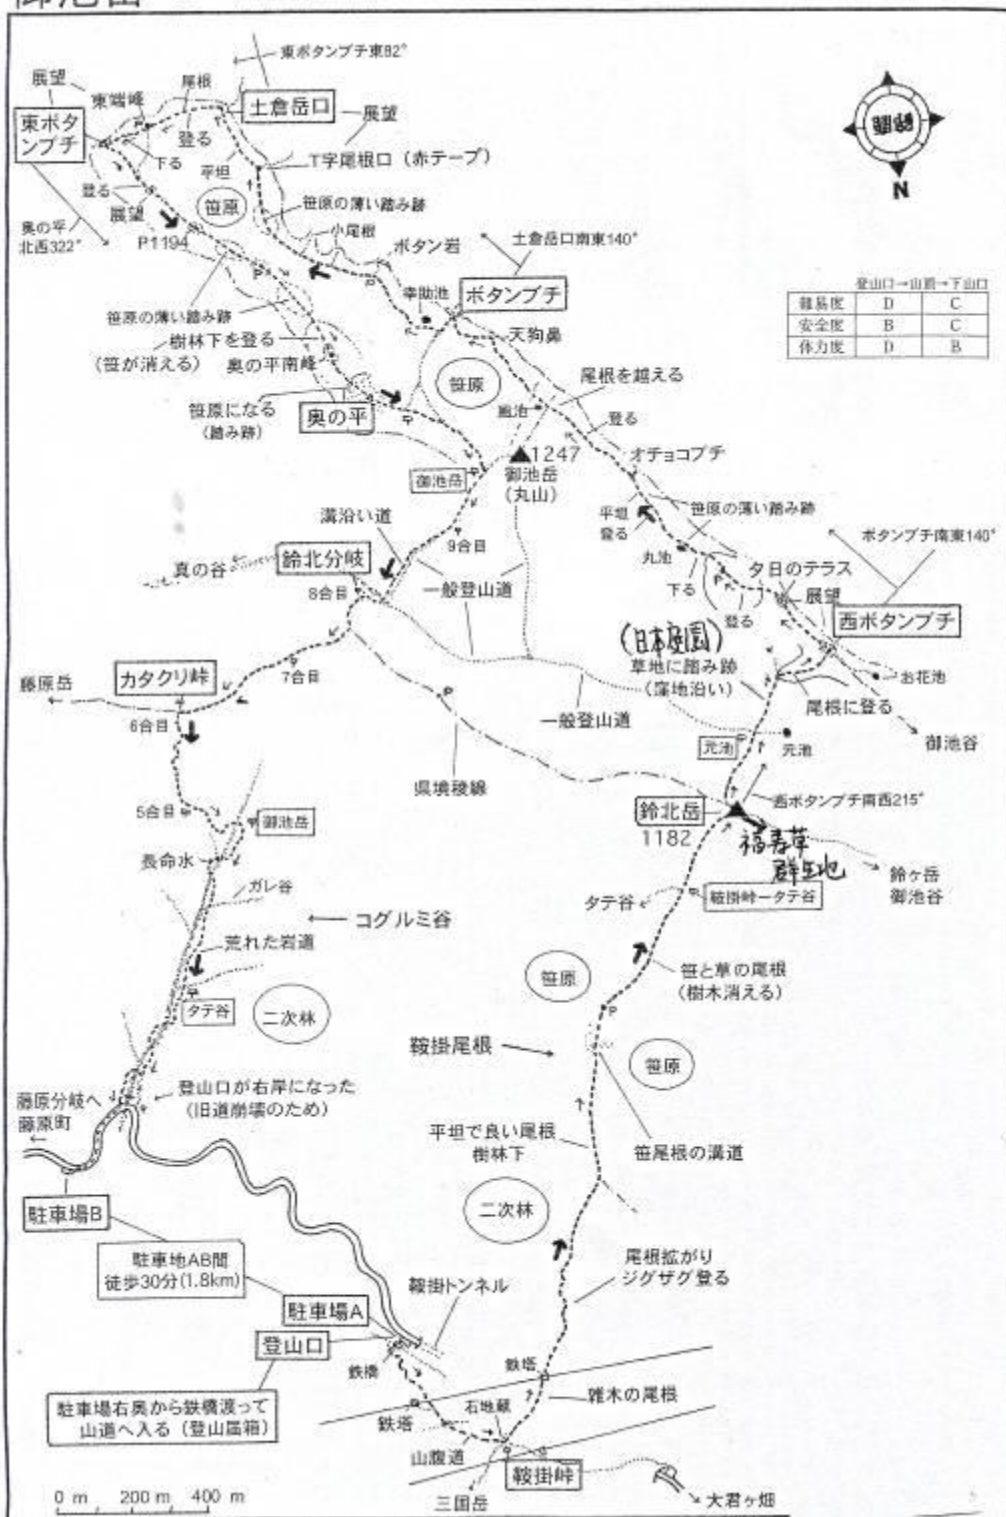 東ボタンブチ東82°
展望
尾根
東端峰
土倉岳口
展望
東ボタ
ンブチ
登る
下る
平坦
T字尾根口（赤テープ）
登る
展望
笹原
笹原の薄い踏み跡
奥の平
北西322°
P1194
小尾根
ボタン岩
土倉岳口南東140°
ボタンブチ
幸助池
天狗鼻
笹原の薄い踏み跡
樹林下を登る
（笹が消える）
奥の平南峰
笹原
尾根を越える
風池
登る
笹原になる
（踏み跡）
奥の平
オチョコブチ
1247
御池岳
（丸山）
御池岳
笹原の薄い踏み跡
平坦
登る
溝沿い道
9合目
丸池
ボタンブチ南東140°
鈴北分岐
真の谷
8合目
一般登山道
夕日のテラス
展望
下る
登る
西ボタンブチ
（日本庭園）
草地に踏み跡
（窪地沿い）
7合目
カタクリ峠
藤原岳
お花池
尾根に登る
一般登山道
御池谷
6合目
元池
元池
県境稜線
西ボタンブチ南西215°
鈴北岳
1182
5合目
御池岳
福寿草
群生地
長命水
鈴ヶ岳
御池谷
ガレ谷
タテ谷
鞍掛峠ータテ谷
コグルミ谷
荒れた岩道
笹原
笹と草の尾根
（樹木消える）
タテ谷
二次林
鞍掛尾根
笹原
登山口が右岸になった
（旧道崩壊のため）
藤原分岐へ
藤原町
平坦で良い尾根
樹林下
笹尾根の溝道
駐車場B
二次林
駐車地AB間
徒歩30分(1.8km)
尾根拡がり
ジグザグ登る
鞍掛トンネル
駐車場A
登山口
鉄橋
鉄塔
雑木の尾根
駐車場右奥から鉄橋渡って
山道へ入る（登山届箱）
鉄塔
石地蔵
山腹道
鞍掛峠
三国岳
大君ヶ畑
0 m 200 m 400 m
N
登山口→山頂→下山口
難易度 D C
安全度 B C
体力度 D B